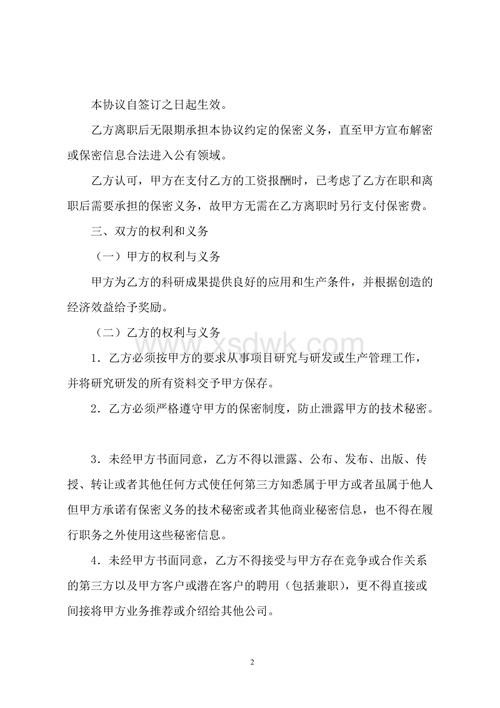 本协议自签订之日起生效。
乙方离职后无限期承担本协议约定的保密义务，直至甲方宣布解密
或保密信息合法进入公有领域。
乙方认可，甲方在支付乙方的工资报酬时，已考虑了乙方在职和离
职后需要承担的保密义务，故甲方无需在乙方离职时另行支付保密费。
三、双方的权利和义务
（一）甲方的权利与义务
甲方为乙方的科研成果提供良好的应用和生产条件，并根据创造的
经济效益给予奖励。
（二）乙方的权利与义务
www.xsdwk.com
1．乙方必须按甲方的要求从事项目研究与研发或生产管理工作，
并将研究研发的所有资料交予甲方保存。
2．乙方必须严格遵守甲方的保密制度，防止泄露甲方的技术秘密。
3．未经甲方书面同意，乙方不得以泄露、公布、发布、出版、传
授、转让或者其他任何方式使任何第三方知悉属于甲方或者虽属于他人
但甲方承诺有保密义务的技术秘密或者其他商业秘密信息，也不得在履
行职务之外使用这些秘密信息。
4．未经甲方书面同意，乙方不得接受与甲方存在竞争或合作关系
的第三方以及甲方客户或潜在客户的聘用（包括兼职），更不得直接或
间接将甲方业务推荐或介绍给其他公司。
2